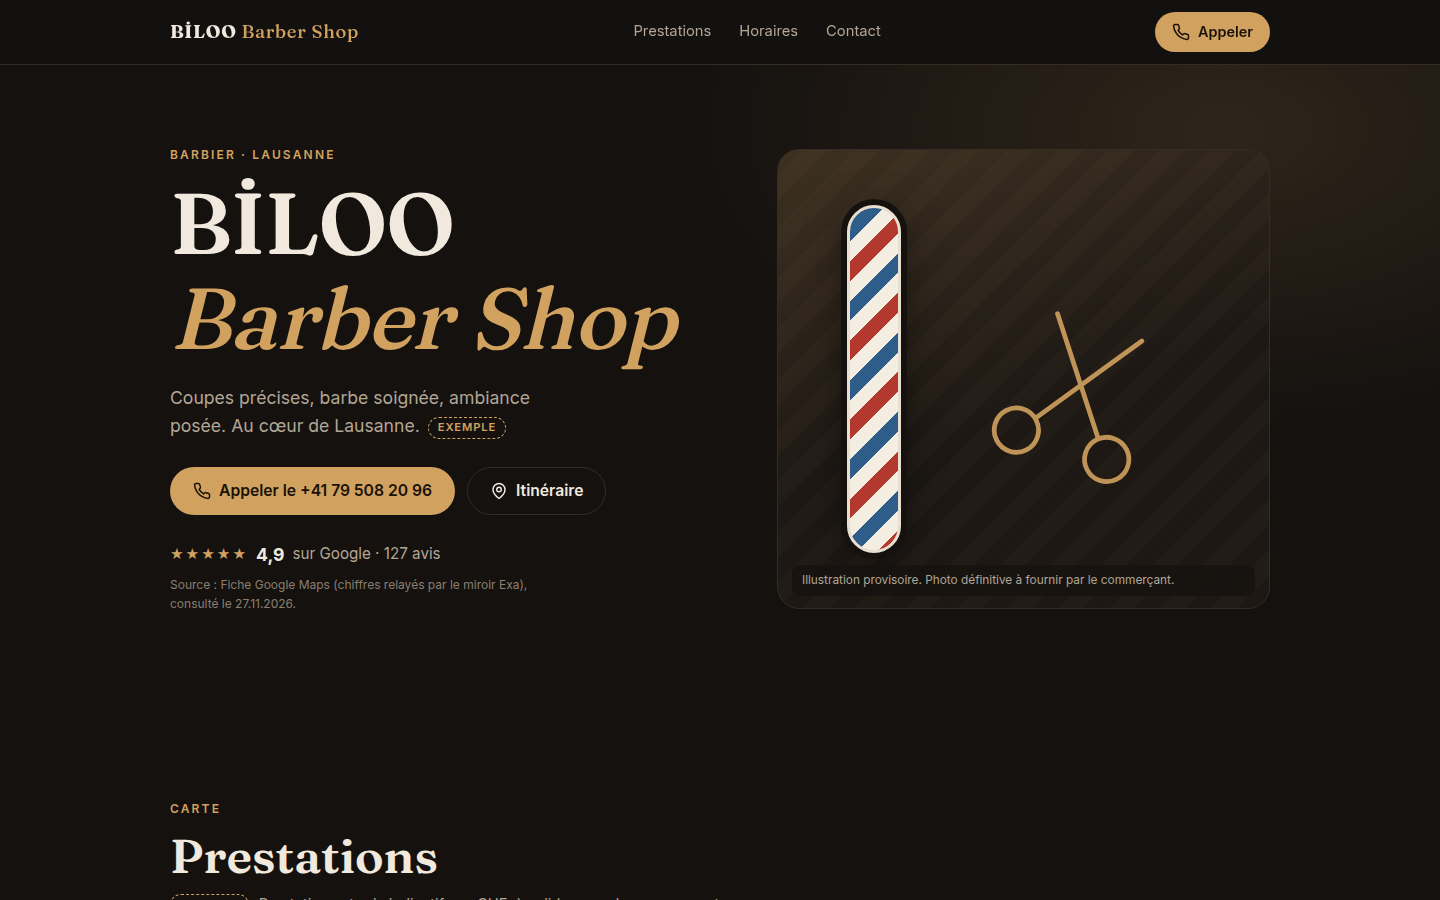 BİLOO Barber Shop
Prestations
Horaires
Contact
Appeler
BARBIER · LAUSANNE
BİLOO
Barber Shop
Coupes précises, barbe soignée, ambiance
posée. Au cœur de Lausanne. EXEMPLE
Appeler le +41 79 508 20 96
Itinéraire
★★★★★ 4,9 sur Google · 127 avis
Source : Fiche Google Maps (chiffres relayés par le miroir Exa),
consulté le 27.11.2026.
Illustration provisoire. Photo définitive à fournir par le commerçant.
CARTE
Prestations